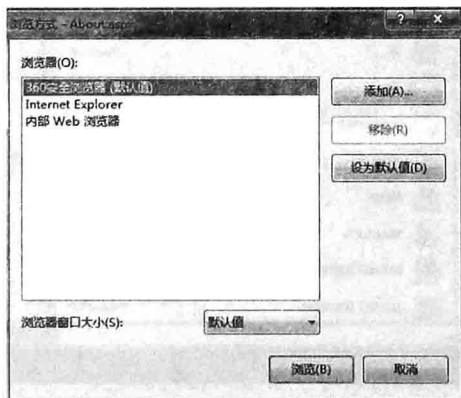 浏览方式 - About.aspx
浏览器(O):
360安全浏览器 (默认值)
Internet Explorer
内部 Web 浏览器
添加(A)...
移除(R)
设为默认值(D)
浏览器窗口大小(S):
默认值
浏览(B)
取消